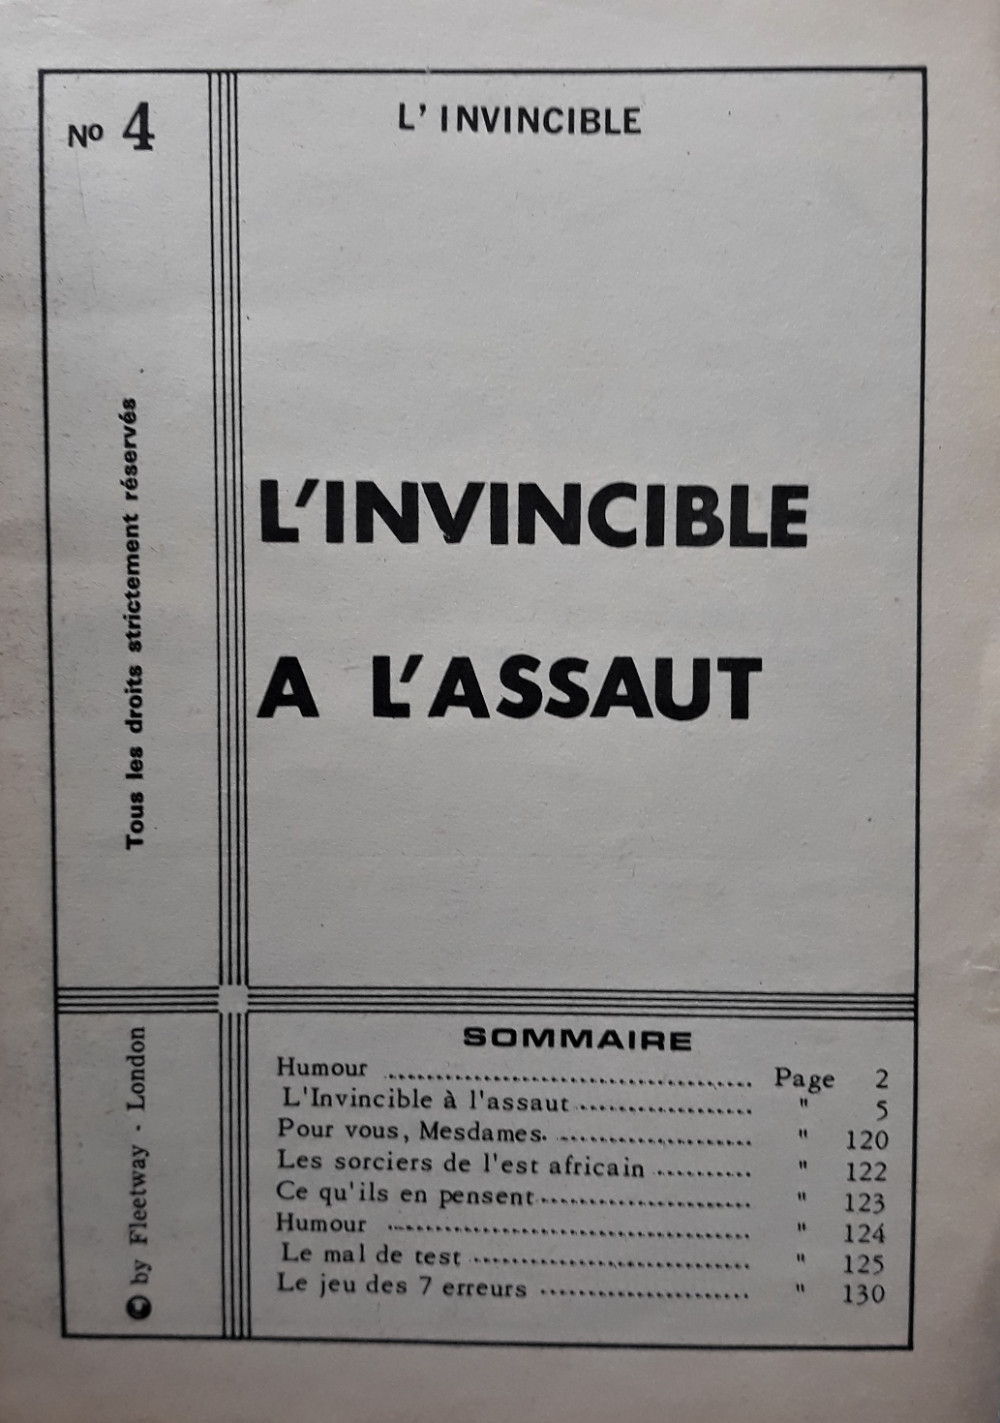 No 4
L' INVINCIBLE
Tous les droits strictement réservés
L'INVINCIBLE
A L'ASSAUT
© by Fleetway - London
SOMMAIRE
Humour ........................................ Page 2
L'Invincible à l'assaut .................... " 5
Pour vous, Mesdames. ...................... " 120
Les sorciers de l'est africain .......... " 122
Ce qu'ils en pensent ....................... " 123
Humour ........................................ " 124
Le mal de test ............................... " 125
Le jeu des 7 erreurs ...................... " 130